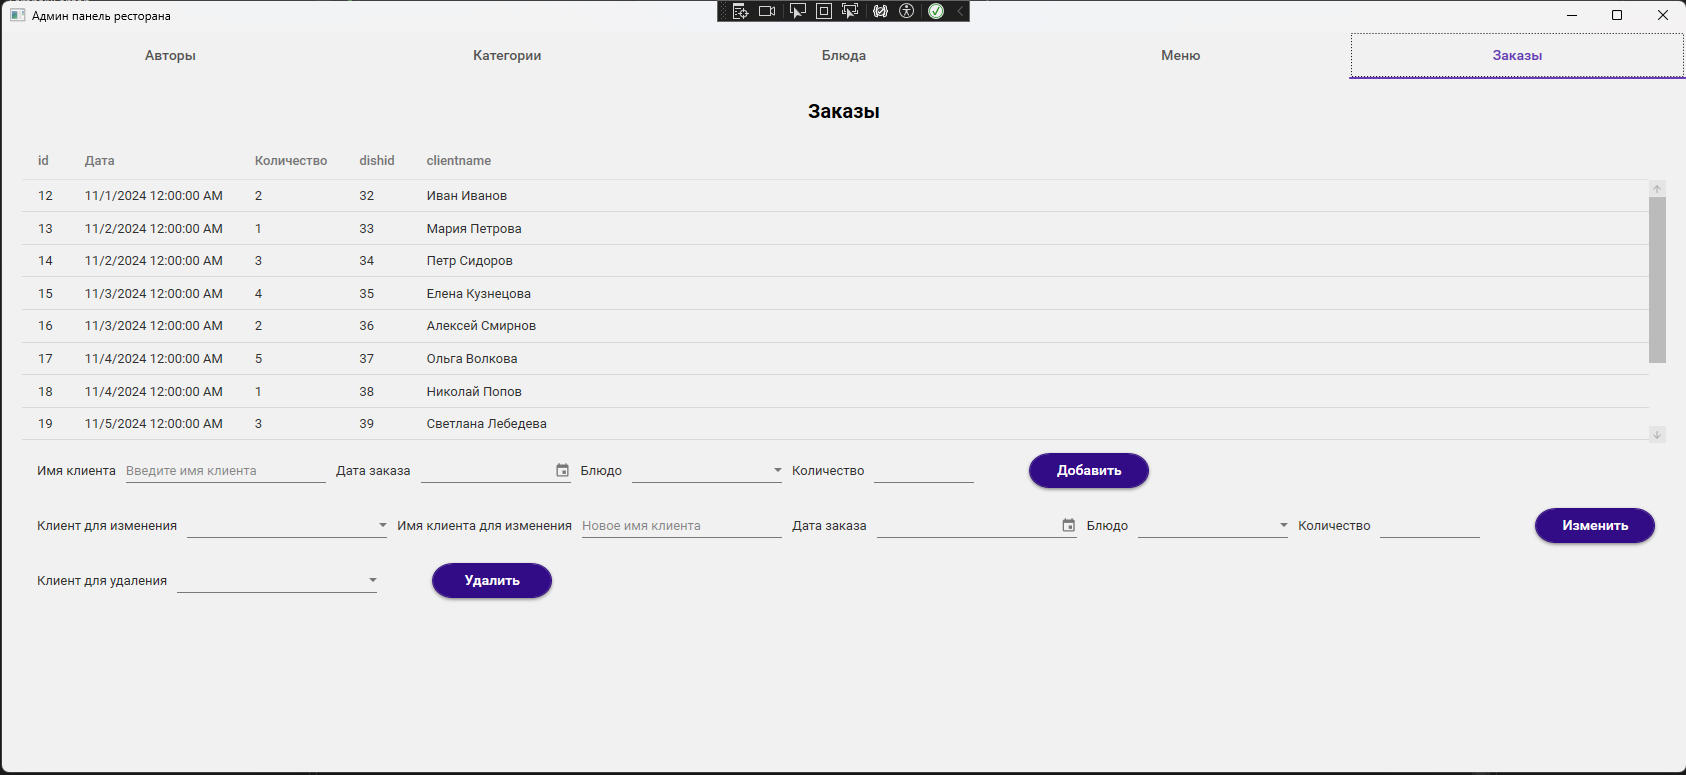 Админ панель ресторана
Авторы Категории Блюда Меню Заказы
Заказы
id Дата Количество dishid clientname
12 11/1/2024 12:00:00 AM 2 32 Иван Иванов
13 11/2/2024 12:00:00 AM 1 33 Мария Петрова
14 11/2/2024 12:00:00 AM 3 34 Петр Сидоров
15 11/3/2024 12:00:00 AM 4 35 Елена Кузнецова
16 11/3/2024 12:00:00 AM 2 36 Алексей Смирнов
17 11/4/2024 12:00:00 AM 5 37 Ольга Волкова
18 11/4/2024 12:00:00 AM 1 38 Николай Попов
19 11/5/2024 12:00:00 AM 3 39 Светлана Лебедева
Имя клиента Введите имя клиента Дата заказа Блюдо Количество Добавить
Клиент для изменения Имя клиента для изменения Новое имя клиента Дата заказа Блюдо Количество Изменить
Клиент для удаления Удалить